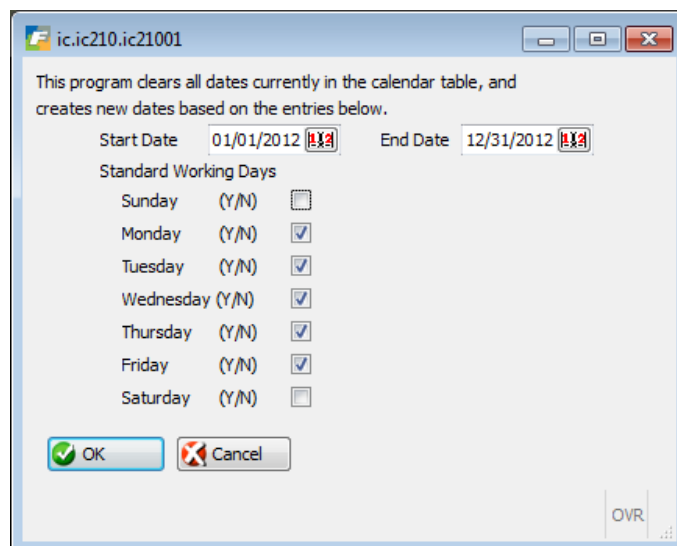 ic.ic210.ic21001
This program clears all dates currently in the calendar table, and
creates new dates based on the entries below.
Start Date 01/01/2012 End Date 12/31/2012
Standard Working Days
Sunday (Y/N)
Monday (Y/N)
Tuesday (Y/N)
Wednesday (Y/N)
Thursday (Y/N)
Friday (Y/N)
Saturday (Y/N)
OK Cancel
OVR